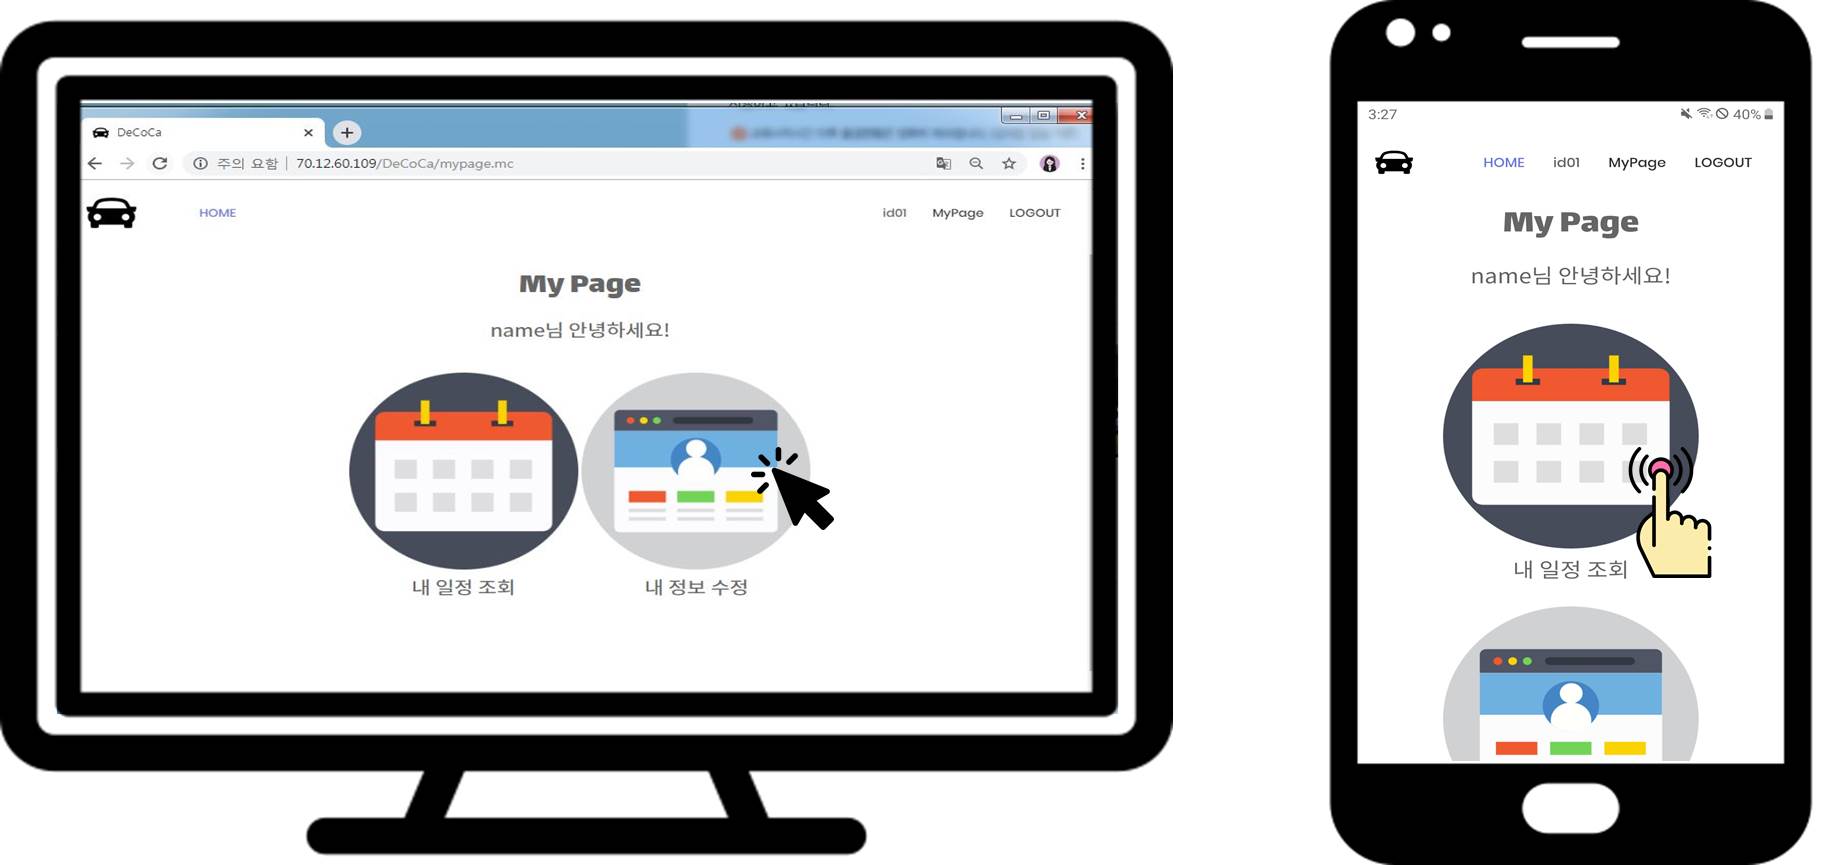 DeCoCa
주의 요함 | 70.12.60.109/DeCoCa/mypage.mc
HOME id01 MyPage LOGOUT
My Page
name님 안녕하세요!
내 일정 조회 내 정보 수정
3:27 40%
HOME id01 MyPage LOGOUT
My Page
name님 안녕하세요!
내 일정 조회